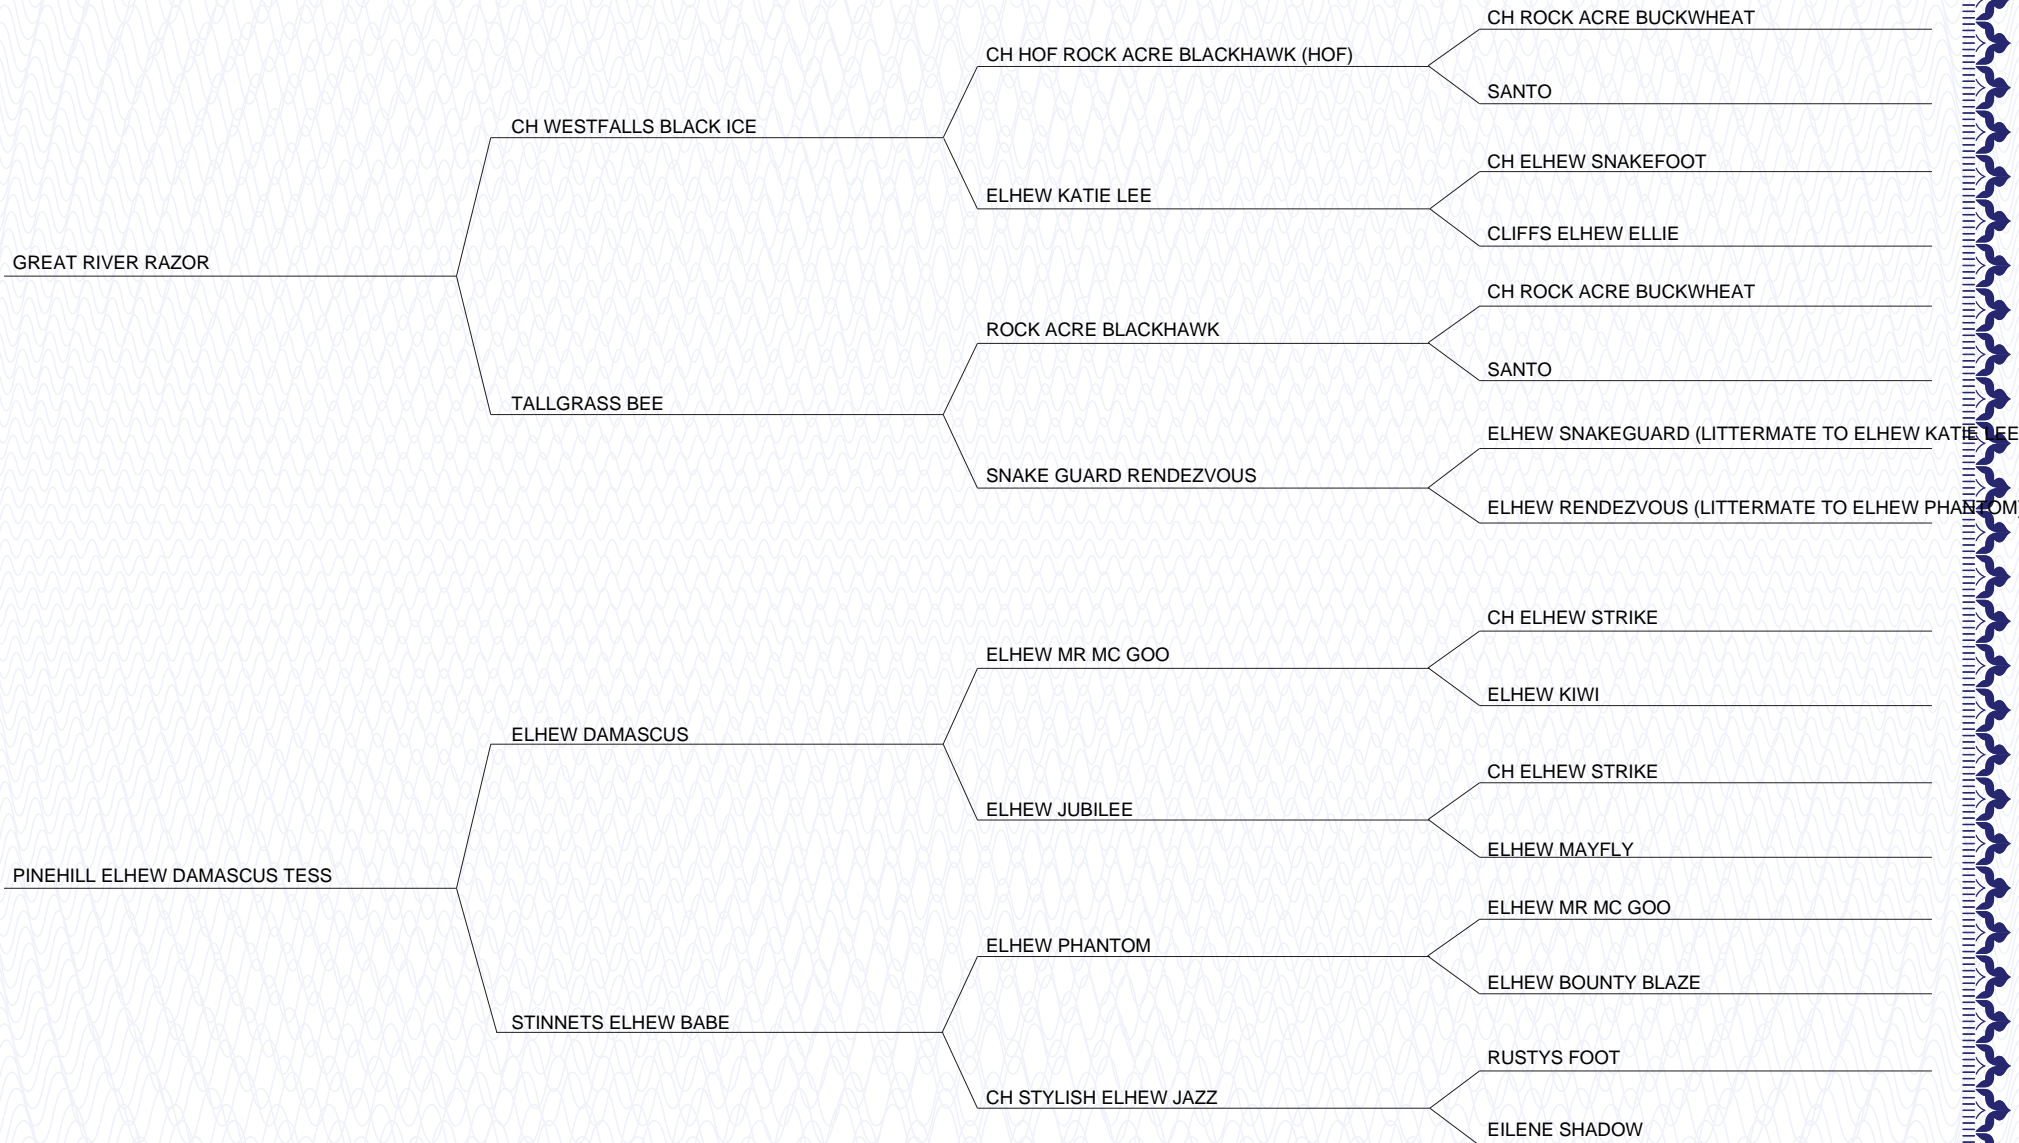 CH ROCK ACRE BUCKWHEAT
CH HOF ROCK ACRE BLACKHAWK (HOF)
SANTO
CH WESTFALLS BLACK ICE
CH ELHEW SNAKEFOOT
ELHEW KATIE LEE
CLIFFS ELHEW ELLIE
GREAT RIVER RAZOR
CH ROCK ACRE BUCKWHEAT
ROCK ACRE BLACKHAWK
SANTO
TALLGRASS BEE
ELHEW SNAKEGUARD (LITTERMATE TO ELHEW KATIE LEE
SNAKE GUARD RENDEZVOUS
ELHEW RENDEZVOUS (LITTERMATE TO ELHEW PHANTOM)
CH ELHEW STRIKE
ELHEW MR MC GOO
ELHEW KIWI
ELHEW DAMASCUS
CH ELHEW STRIKE
ELHEW JUBILEE
ELHEW MAYFLY
PINEHILL ELHEW DAMASCUS TESS
ELHEW MR MC GOO
ELHEW PHANTOM
ELHEW BOUNTY BLAZE
STINNETS ELHEW BABE
RUSTYS FOOT
CH STYLISH ELHEW JAZZ
EILENE SHADOW